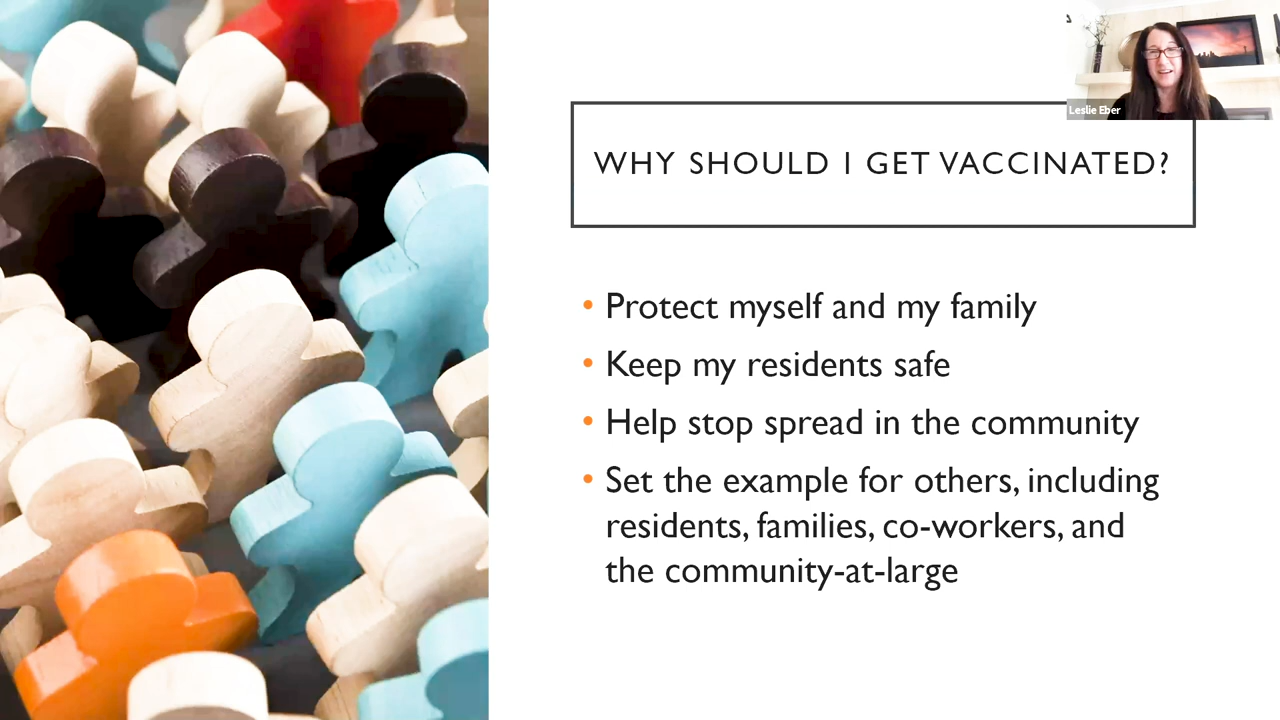 Leslie Eber
WHY SHOULD I GET VACCINATED?
• Protect myself and my family
• Keep my residents safe
• Help stop spread in the community
• Set the example for others, including
residents, families, co-workers, and
the community-at-large